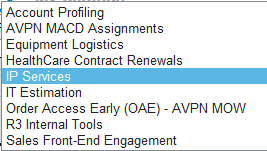 Account Profiling
AVPN MACD Assignments
Equipment Logistics
HealthCare Contract Renewals
IP Services
IT Estimation
Order Access Early (OAE) - AVPN MOW
R3 Internal Tools
Sales Front-End Engagement